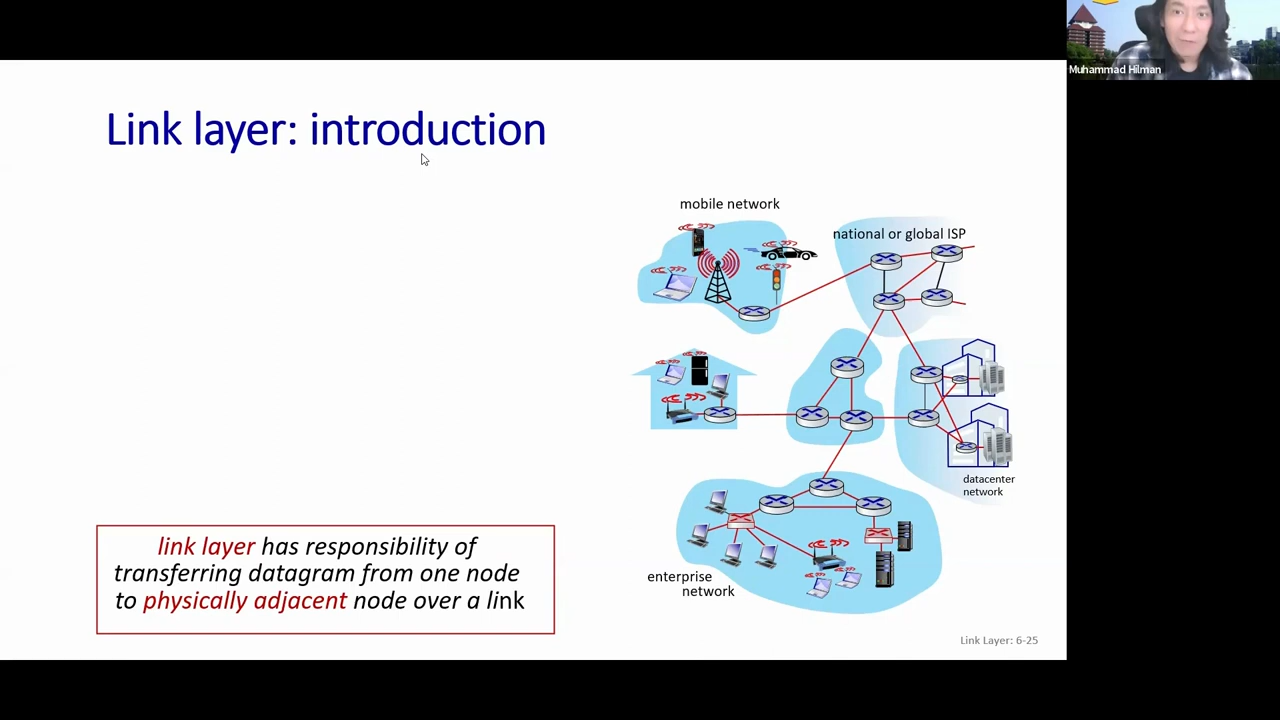 Muhammad Hilman
Link layer: introduction
mobile network
national or global ISP
datacenter
network
enterprise
network
link layer has responsibility of
transferring datagram from one node
to physically adjacent node over a link
Link Layer: 6-25